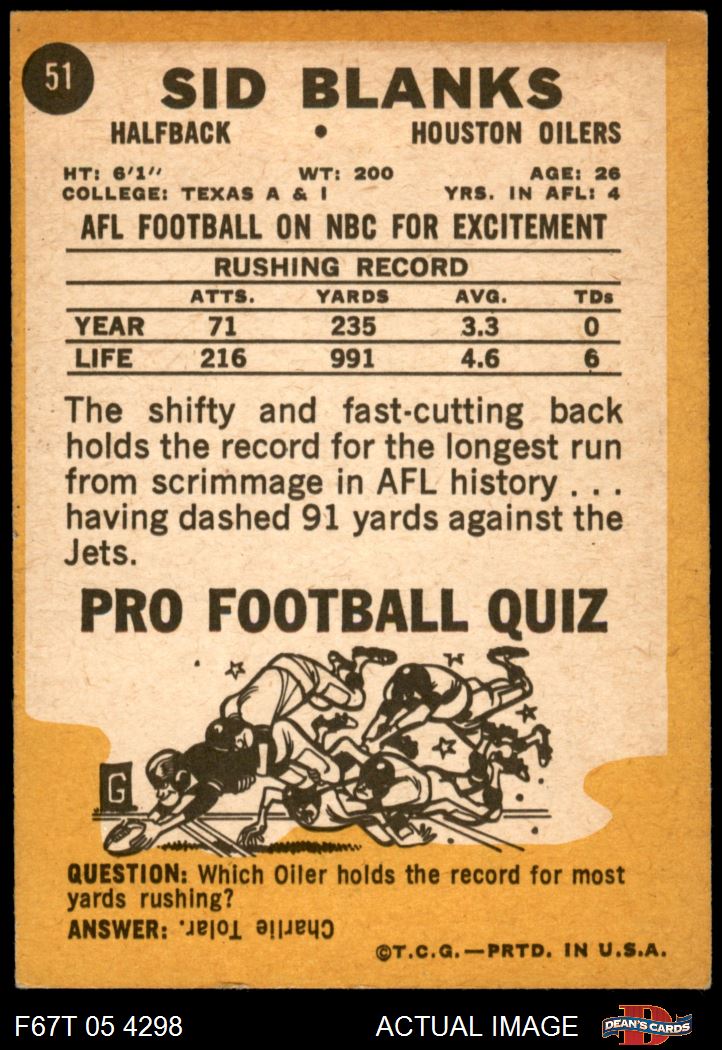 51
SID BLANKS
HALFBACK • HOUSTON OILERS
HT: 6'1" WT: 200 AGE: 26
COLLEGE: TEXAS A & I YRS. IN AFL: 4
AFL FOOTBALL ON NBC FOR EXCITEMENT
RUSHING RECORD
ATTS. YARDS AVG. TDs
YEAR 71 235 3.3 0
LIFE 216 991 4.6 6
The shifty and fast-cutting back
holds the record for the longest run
from scrimmage in AFL history . . .
having dashed 91 yards against the
Jets.
PRO FOOTBALL QUIZ
G
QUESTION: Which Oiler holds the record for most
yards rushing?
ANSWER: Charlie Tolar.
©T.C.G.—PRTD. IN U.S.A.
F67T 05 4298 ACTUAL IMAGE D DEAN'S CARDS